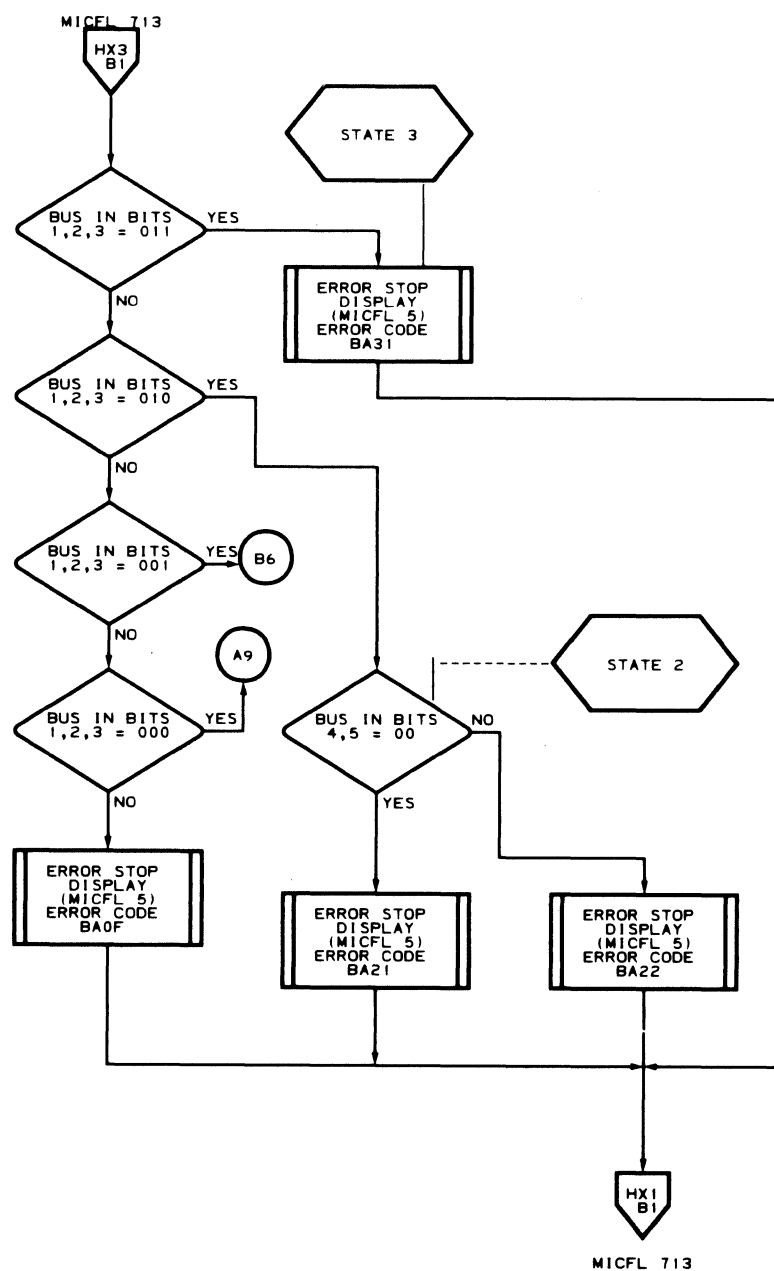 MICFL 713
HX3
B1
STATE 3
BUS IN BITS
1,2,3 = 011
YES
NO
ERROR STOP
DISPLAY
(MICFL 5)
ERROR CODE
BA31
BUS IN BITS
1,2,3 = 010
YES
NO
BUS IN BITS
1,2,3 = 001
YES
B6
NO
A9
STATE 2
BUS IN BITS
1,2,3 = 000
YES
NO
BUS IN BITS
4,5 = 00
NO
YES
ERROR STOP
DISPLAY
(MICFL 5)
ERROR CODE
BA0F
ERROR STOP
DISPLAY
(MICFL 5)
ERROR CODE
BA21
ERROR STOP
DISPLAY
(MICFL 5)
ERROR CODE
BA22
HX1
B1
MICFL 713